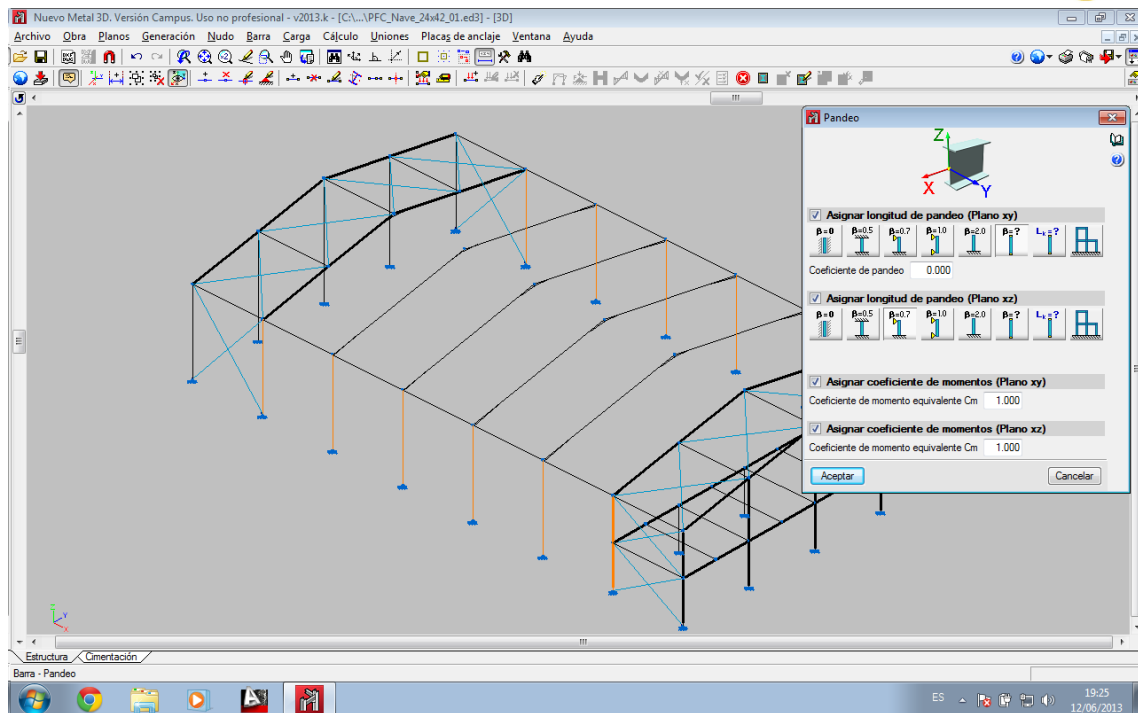 Nuevo Metal 3D. Versión Campus. Uso no profesional - v2013.k - [C:\...\PFC_Nave_24x42_01.ed3] - [3D]
Archivo Obra Planos Generación Nudo Barra Carga Cálculo Uniones Placas de anclaje Ventana Ayuda
Pandeo
Z
X
Y
Asignar longitud de pandeo (Plano xy)
β=0 β=0.5 β=0.7 β=1.0 β=2.0 β=? Lk=?
Coeficiente de pandeo 0.000
Asignar longitud de pandeo (Plano xz)
β=0 β=0.5 β=0.7 β=1.0 β=2.0 β=? Lk=?
Asignar coeficiente de momentos (Plano xy)
Coeficiente de momento equivalente Cm 1.000
Asignar coeficiente de momentos (Plano xz)
Coeficiente de momento equivalente Cm 1.000
Aceptar Cancelar
Z
Y
X
Estructura Cimentación
Barra - Pandeo
ES 19:25
12/06/2013